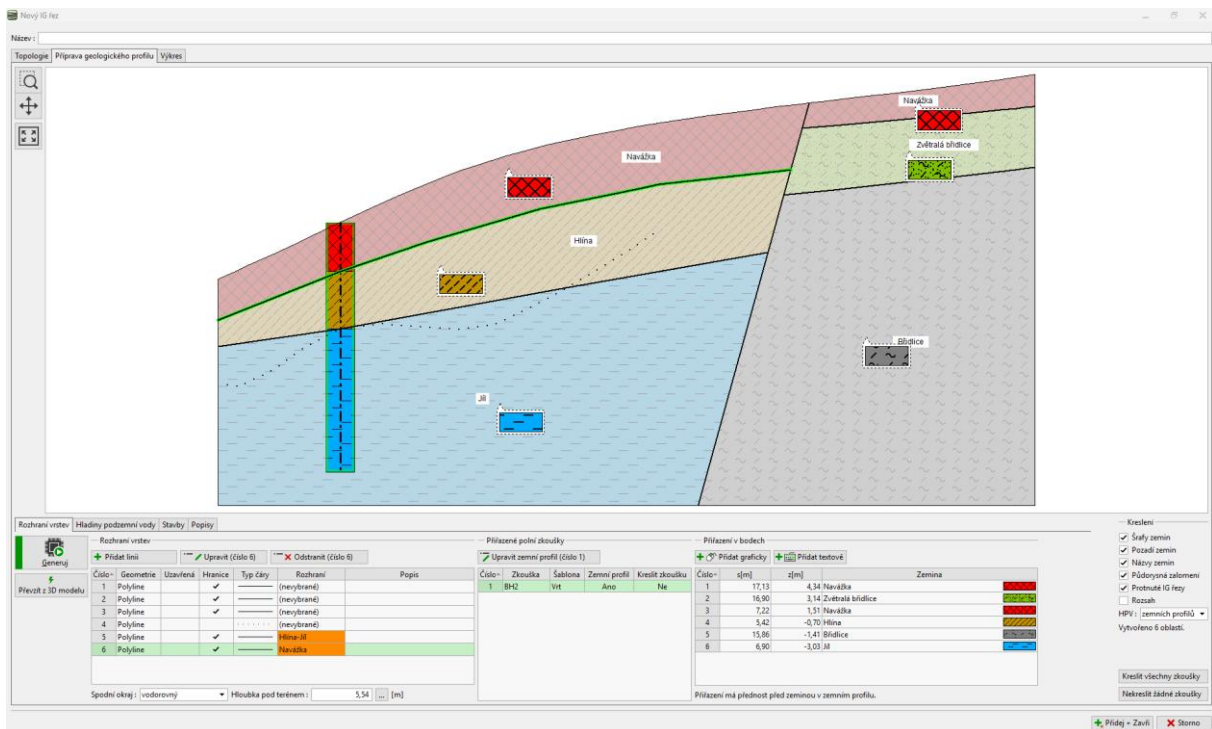 Nový IG řez
Název :
Topologie Příprava geologického profilu Výkres
Navážka
Zvětralá břidlice
Navážka
Hlína
Břidlice
Jíl
Rozhraní vrstev Hladiny podzemní vody Stavby Popisy
Generuj
Převzít z 3D modelu
Rozhraní vrstev
Přidat linii Upravit (číslo 6) Odstranit (číslo 6)
Číslo Geometrie Uzavřená Hranice Typ čáry Rozhraní Popis
1 Polyline (nevybrané)
2 Polyline (nevybrané)
3 Polyline (nevybrané)
4 Polyline (nevybrané)
5 Polyline Hlína-Jíl
6 Polyline Navážka
Spodní okraj : vodorovný Hloubka pod terénem : 5,54 ... [m]
Přiřazené polní zkoušky
Upravit zemní profil (číslo 1)
Číslo Zkouška Šablona Zemní profil Kreslit zkoušku
1 BH2 Vrt Ano Ne
Přiřazení v bodech
Přidat graficky Přidat textově
Číslo s[m] z[m] Zemina
1 17,13 4,34 Navážka
2 16,90 3,14 Zvětralá břidlice
3 7,22 1,51 Navážka
4 5,42 -0,70 Hlína
5 15,86 -1,41 Břidlice
6 6,90 -3,03 Jíl
Přiřazení má přednost před zeminou v zemním profilu.
Kreslení
Šrafy zemin
Pozadí zemin
Názvy zemin
Půdorysná zalomení
Protnuté IG řezy
Rozsah
HPV : zemních profilů
Vytvořeno 6 oblastí.
Kreslit všechny zkoušky
Nekreslit žádné zkoušky
Přidej + Zavři Storno